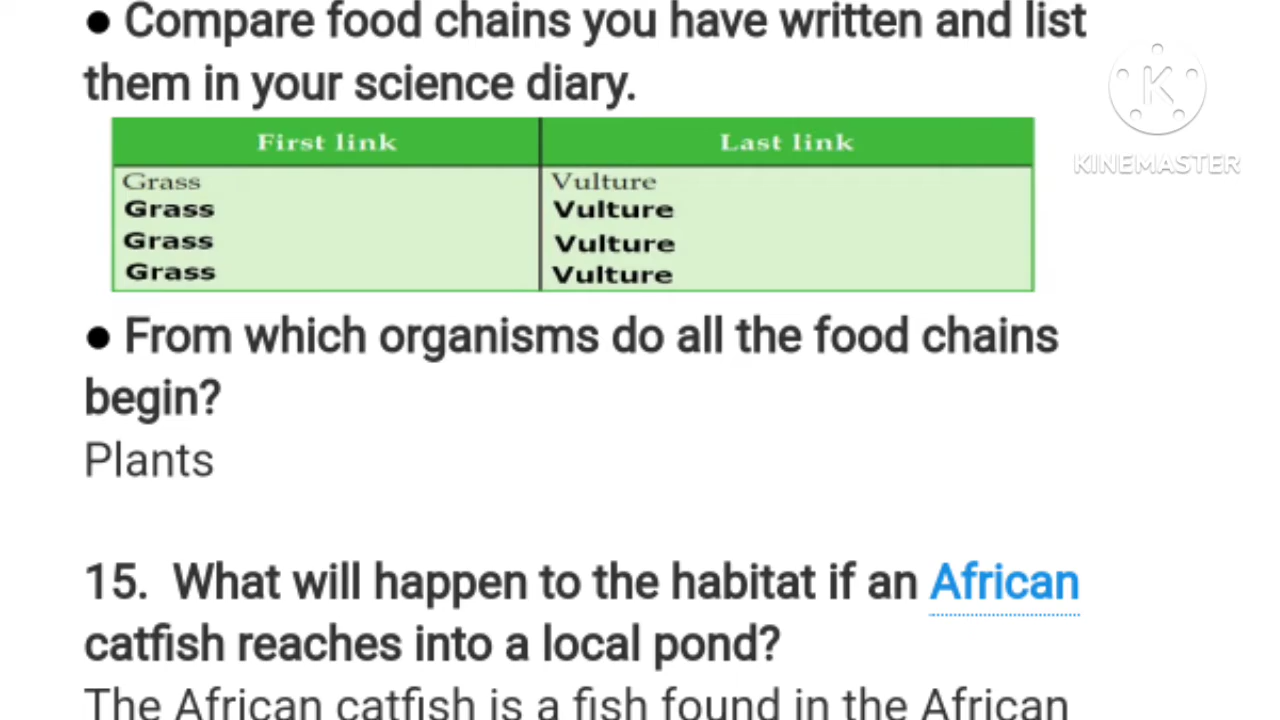 ● Compare food chains you have written and list
them in your science diary.
KINEMASTER
First link Last link
Grass Vulture
Grass Vulture
Grass Vulture
Grass Vulture
● From which organisms do all the food chains
begin?
Plants
15. What will happen to the habitat if an African
catfish reaches into a local pond?
The African catfish is a fish found in the African